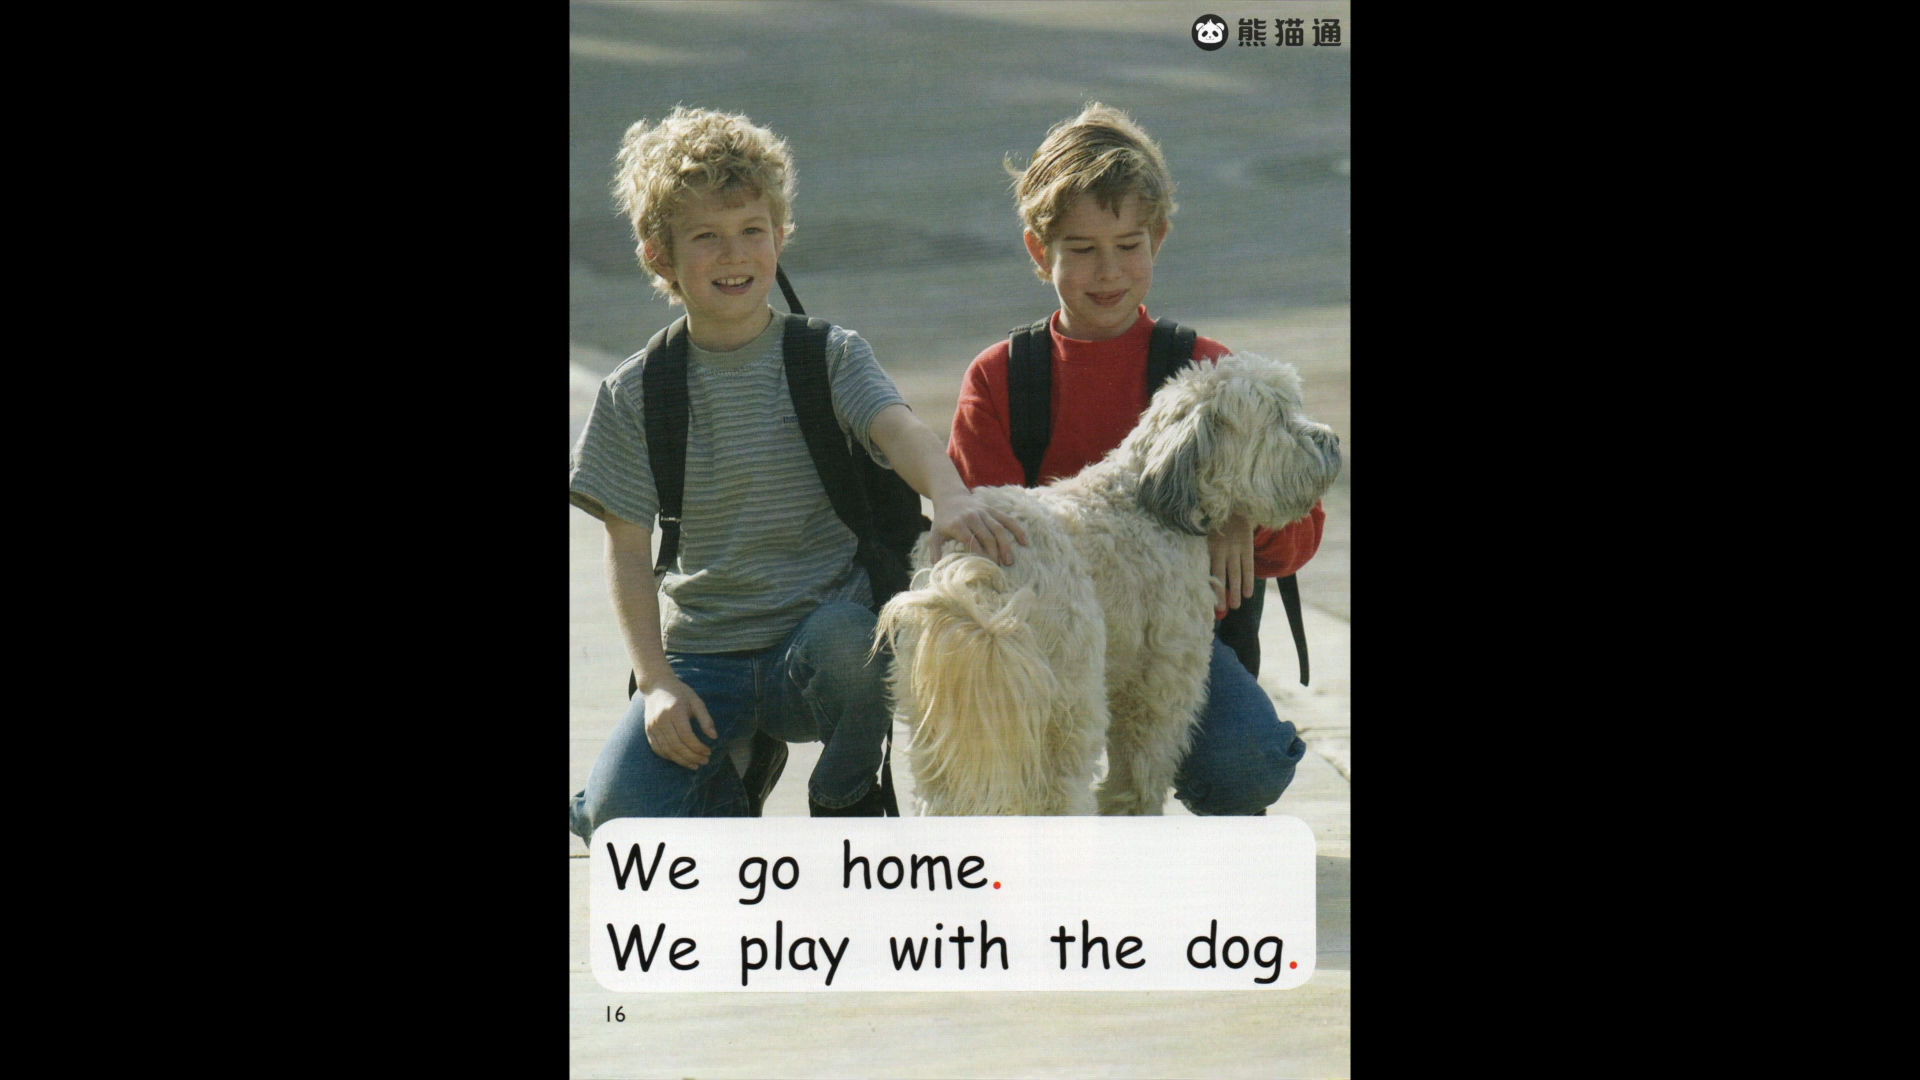 熊猫通
We go home.
We play with the dog.
16